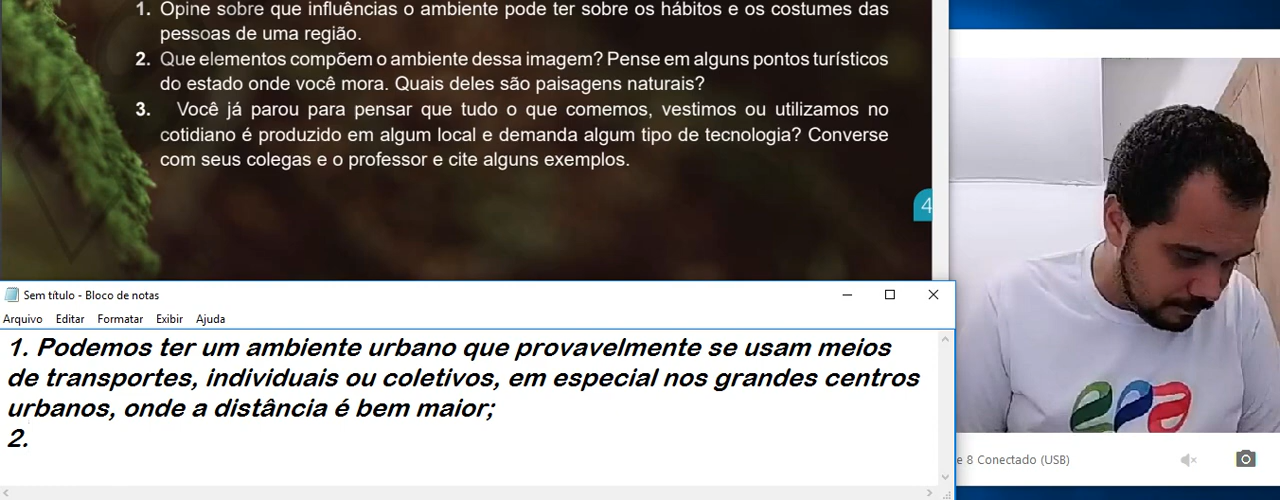 1. Opine sobre que influências o ambiente pode ter sobre os hábitos e os costumes das
pessoas de uma região.
2. Que elementos compõem o ambiente dessa imagem? Pense em alguns pontos turísticos
do estado onde você mora. Quais deles são paisagens naturais?
3. Você já parou para pensar que tudo o que comemos, vestimos ou utilizamos no
cotidiano é produzido em algum local e demanda algum tipo de tecnologia? Converse
com seus colegas e o professor e cite alguns exemplos.
4
Sem título - Bloco de notas
Arquivo Editar Formatar Exibir Ajuda
1. Podemos ter um ambiente urbano que provavelmente se usam meios
de transportes, individuais ou coletivos, em especial nos grandes centros
urbanos, onde a distância é bem maior;
2.
era
e 8 Conectado (USB)